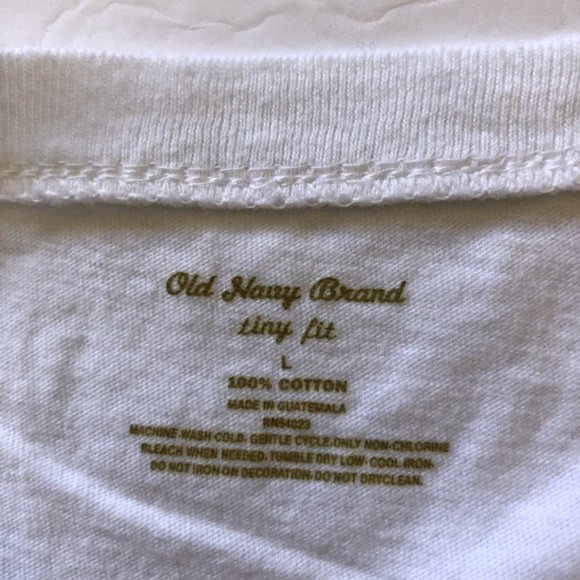 Old Navy Brand
tiny fit
L
100% COTTON
MADE IN GUATEMALA
RN54023
MACHINE WASH COLD, GENTLE CYCLE, ONLY NON-CHLORINE
BLEACH WHEN NEEDED, TUMBLE DRY LOW, COOL IRON,
DO NOT IRON ON DECORATION, DO NOT DRYCLEAN.